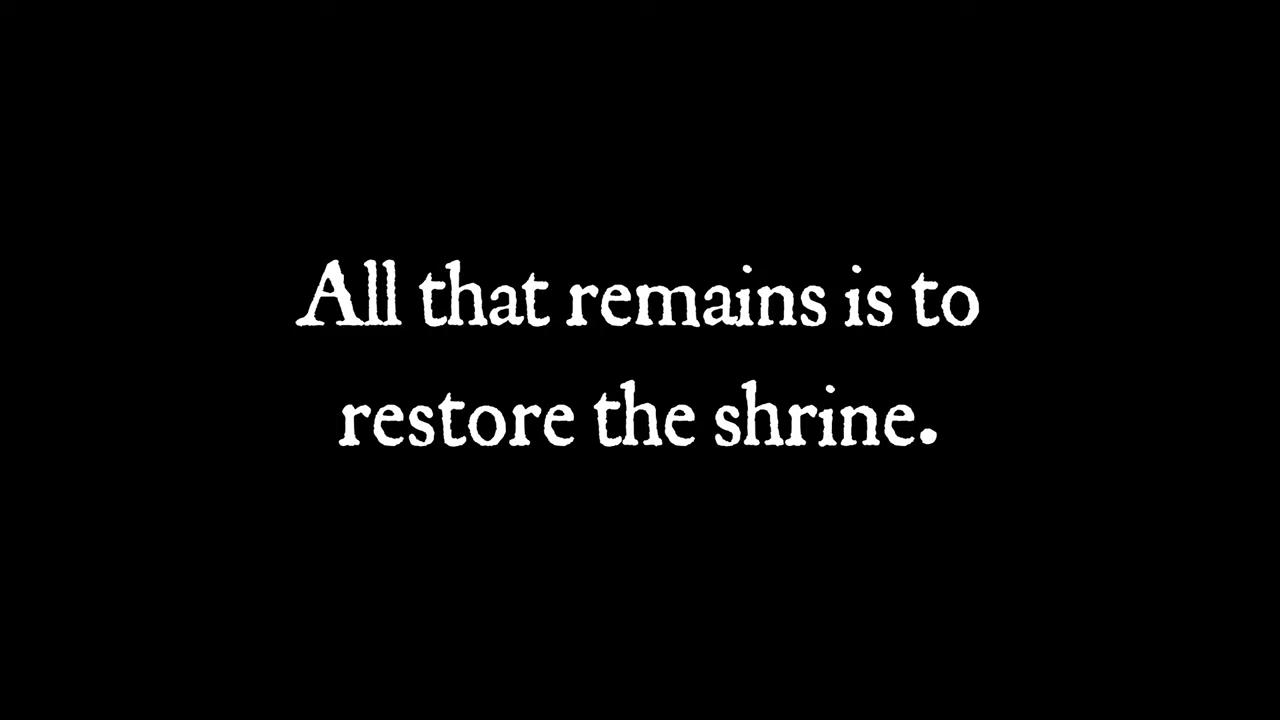 All that remains is to
restore the shrine.